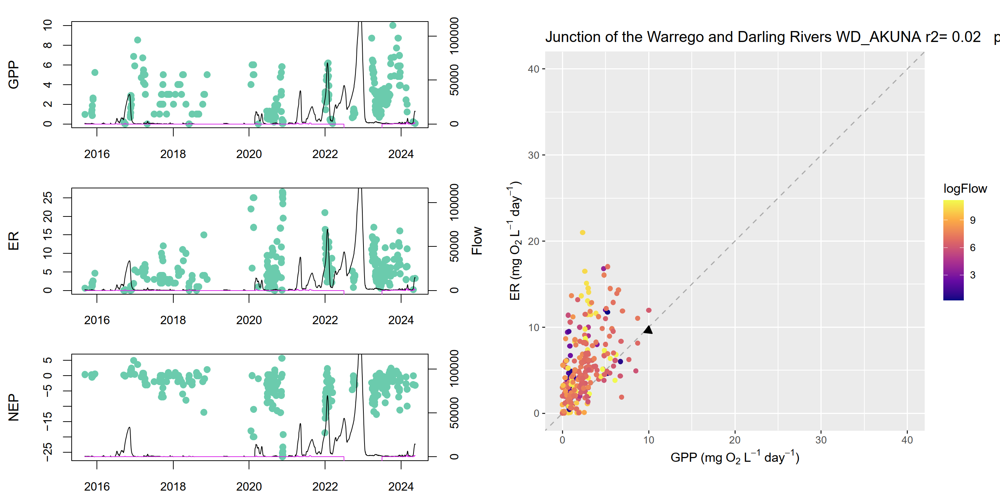 GPP
10
8
6
4
2
0
100000
50000
0
2016 2018 2020 2022 2024
ER
25
20
15
10
5
0
100000
50000
0
Flow
2016 2018 2020 2022 2024
NEP
5
0
−5
−15
−25
100000
50000
0
2016 2018 2020 2022 2024
Junction of the Warrego and Darling Rivers WD_AKUNA r2= 0.02 p
ER (mg O₂ L⁻¹ day⁻¹)
40
30
20
10
0
0 10 20 30 40
GPP (mg O₂ L⁻¹ day⁻¹)
logFlow
9
6
3